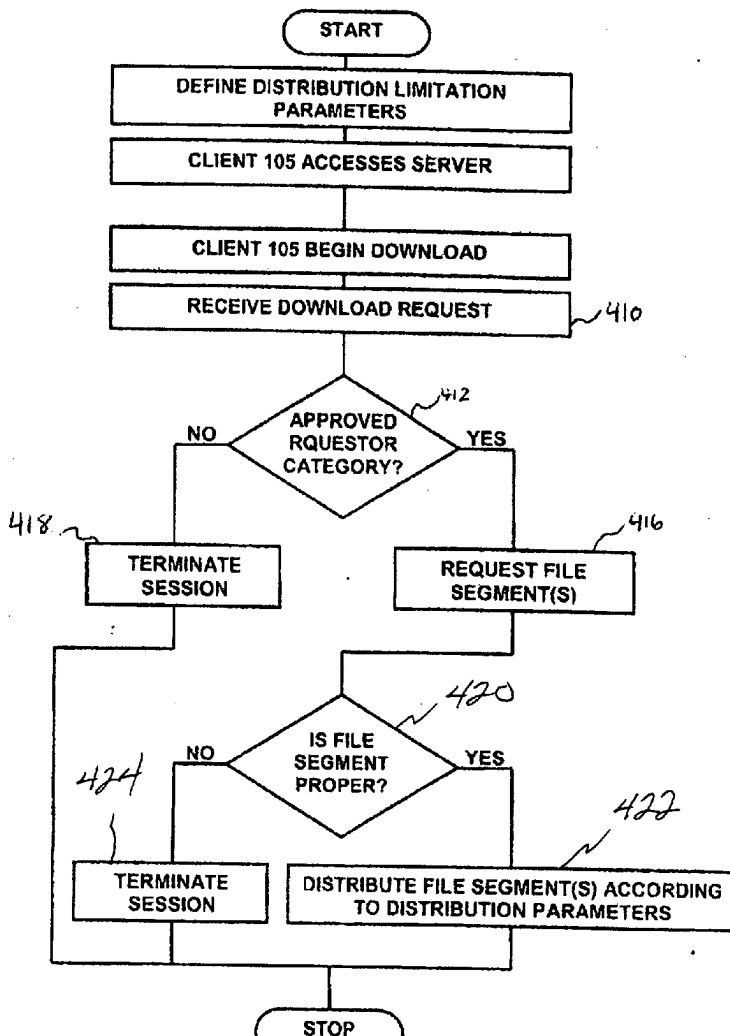 START
DEFINE DISTRIBUTION LIMITATION
PARAMETERS
CLIENT 105 ACCESSES SERVER
CLIENT 105 BEGIN DOWNLOAD
RECEIVE DOWNLOAD REQUEST
410
412
APPROVED
RQUESTOR
CATEGORY?
NO
YES
418
416
TERMINATE
SESSION
REQUEST FILE
SEGMENT(S)
420
IS FILE
SEGMENT
PROPER?
NO
YES
424
422
TERMINATE
SESSION
DISTRIBUTE FILE SEGMENT(S) ACCORDING
TO DISTRIBUTION PARAMETERS
STOP